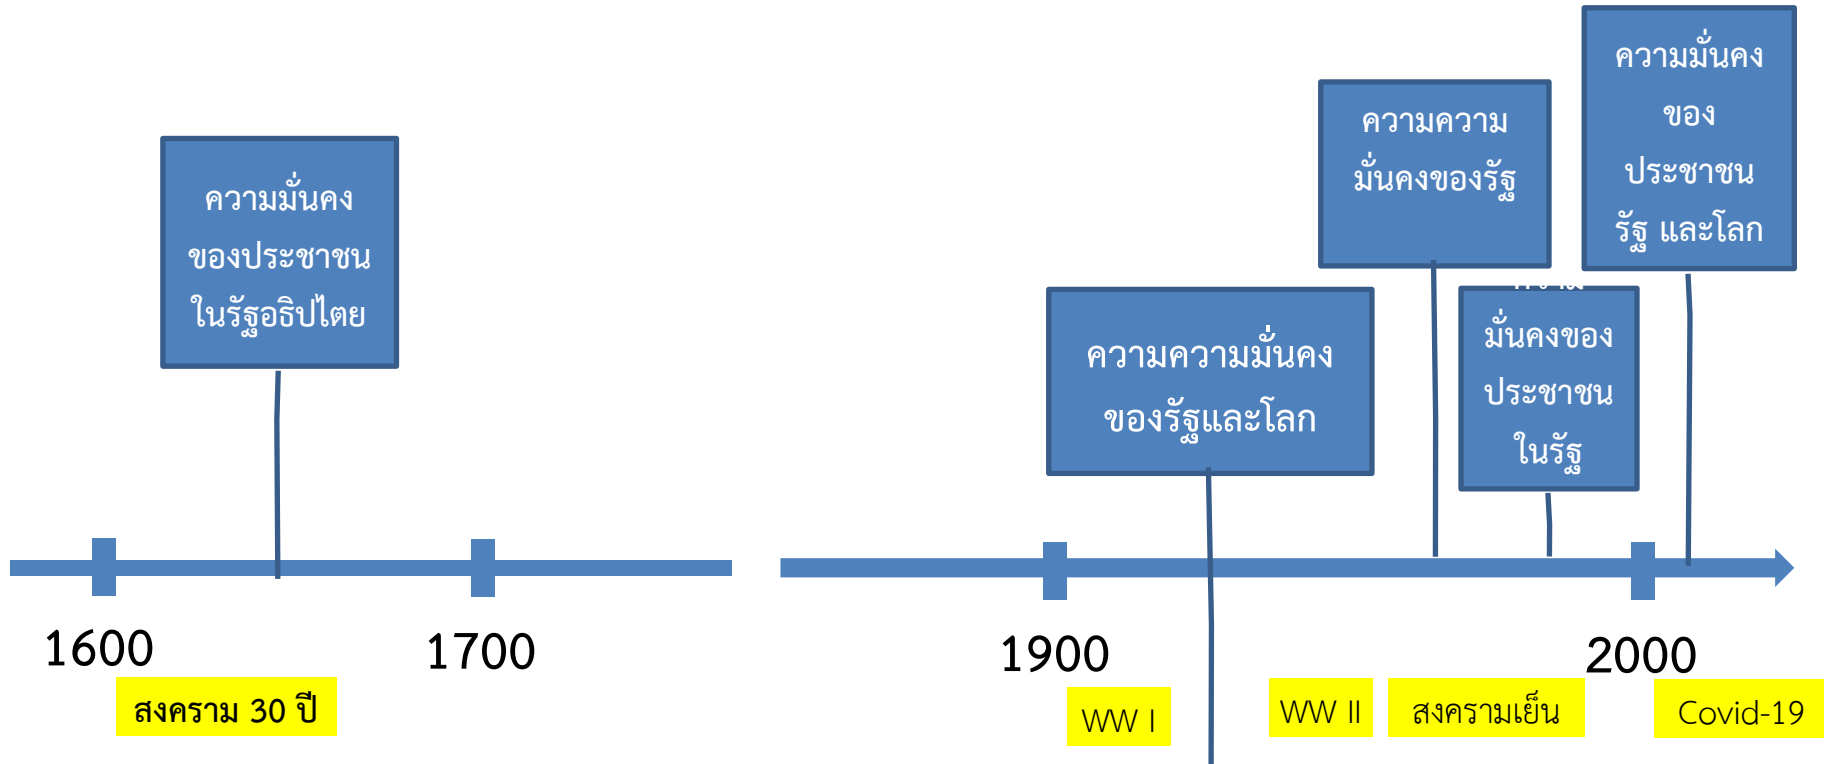 ความมั่นคง
ของประชาชน
ในรัฐอธิปไตย
ความความมั่นคง
ของรัฐและโลก
ความความ
มั่นคงของรัฐ
มั่นคงของ
ประชาชน
ในรัฐ
ความมั่นคง
ของ
ประชาชน
รัฐ และโลก
1600
1700
1900
2000
สงคราม 30 ปี
WW I
WW II
สงครามเย็น
Covid-19